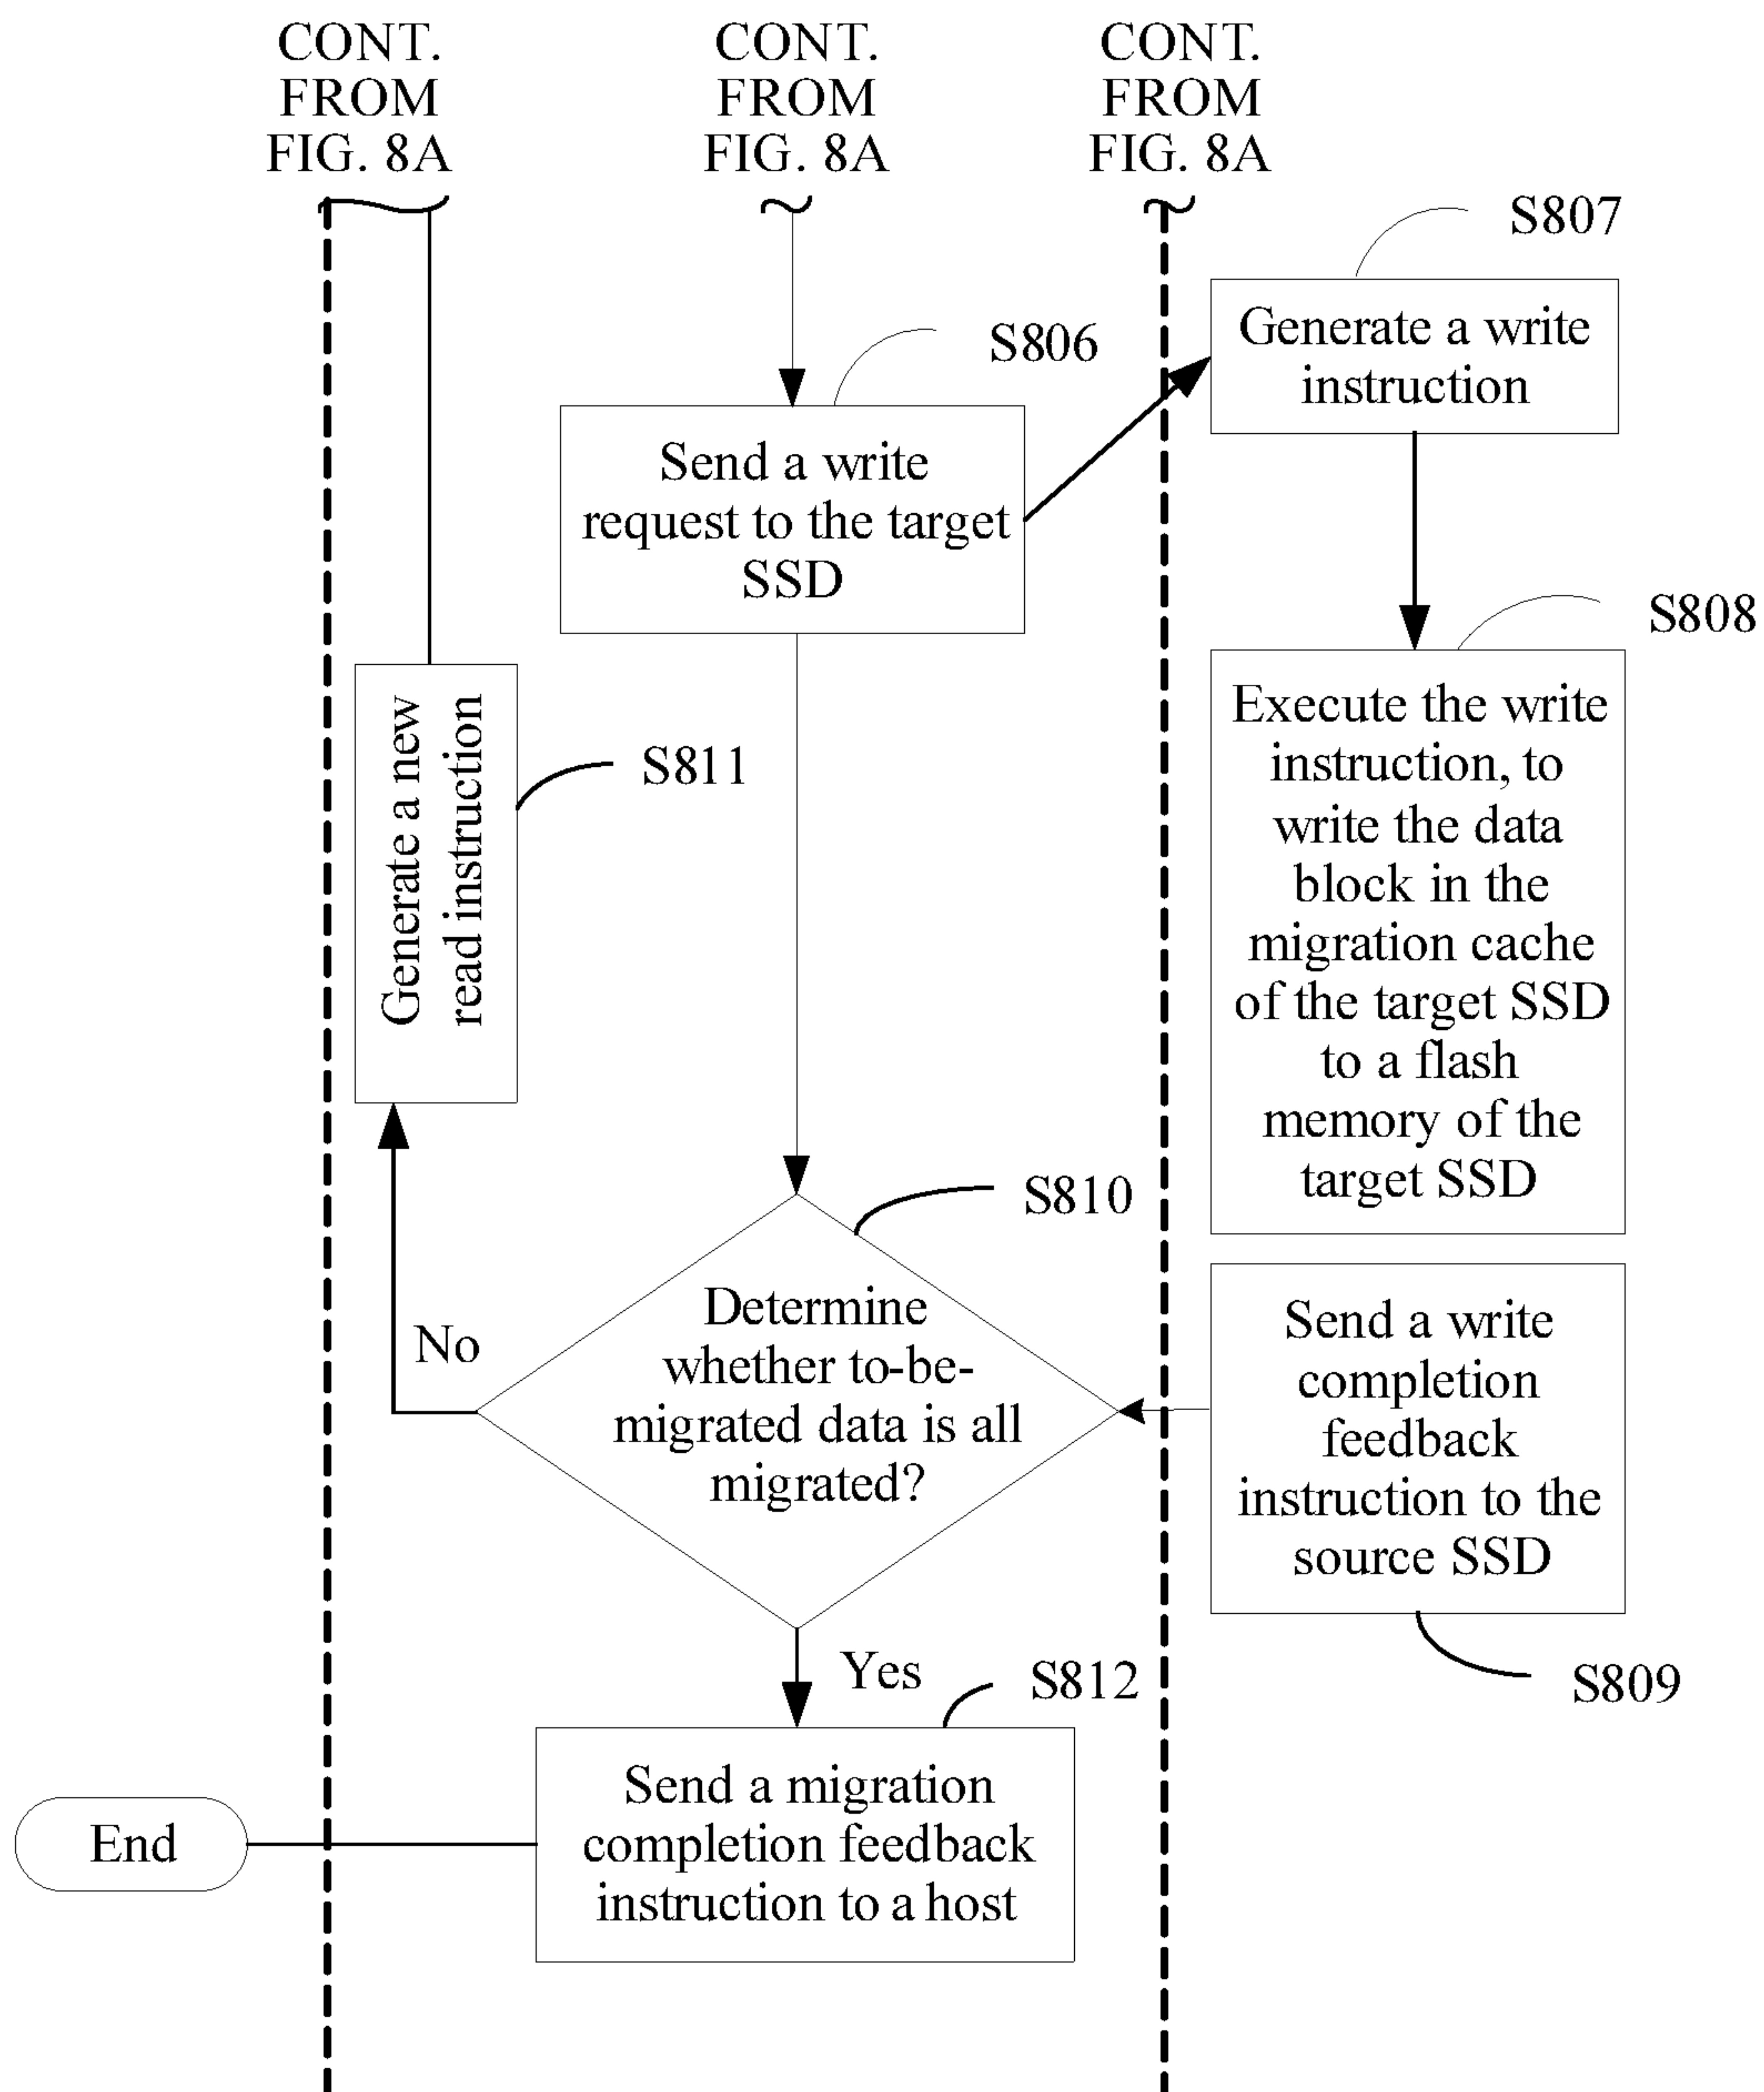 CONT.
FROM
FIG. 8A
CONT.
FROM
FIG. 8A
CONT.
FROM
FIG. 8A
S807
Generate a write
instruction
S806
Send a write
request to the target
SSD
S808
Execute the write
instruction, to
write the data
block in the
migration cache
of the target SSD
to a flash
memory of the
target SSD
Generate a new
read instruction
S811
S810
Determine
whether to-be-
migrated data is all
migrated?
No
Send a write
completion
feedback
instruction to the
source SSD
S809
Yes
S812
Send a migration
completion feedback
instruction to a host
End